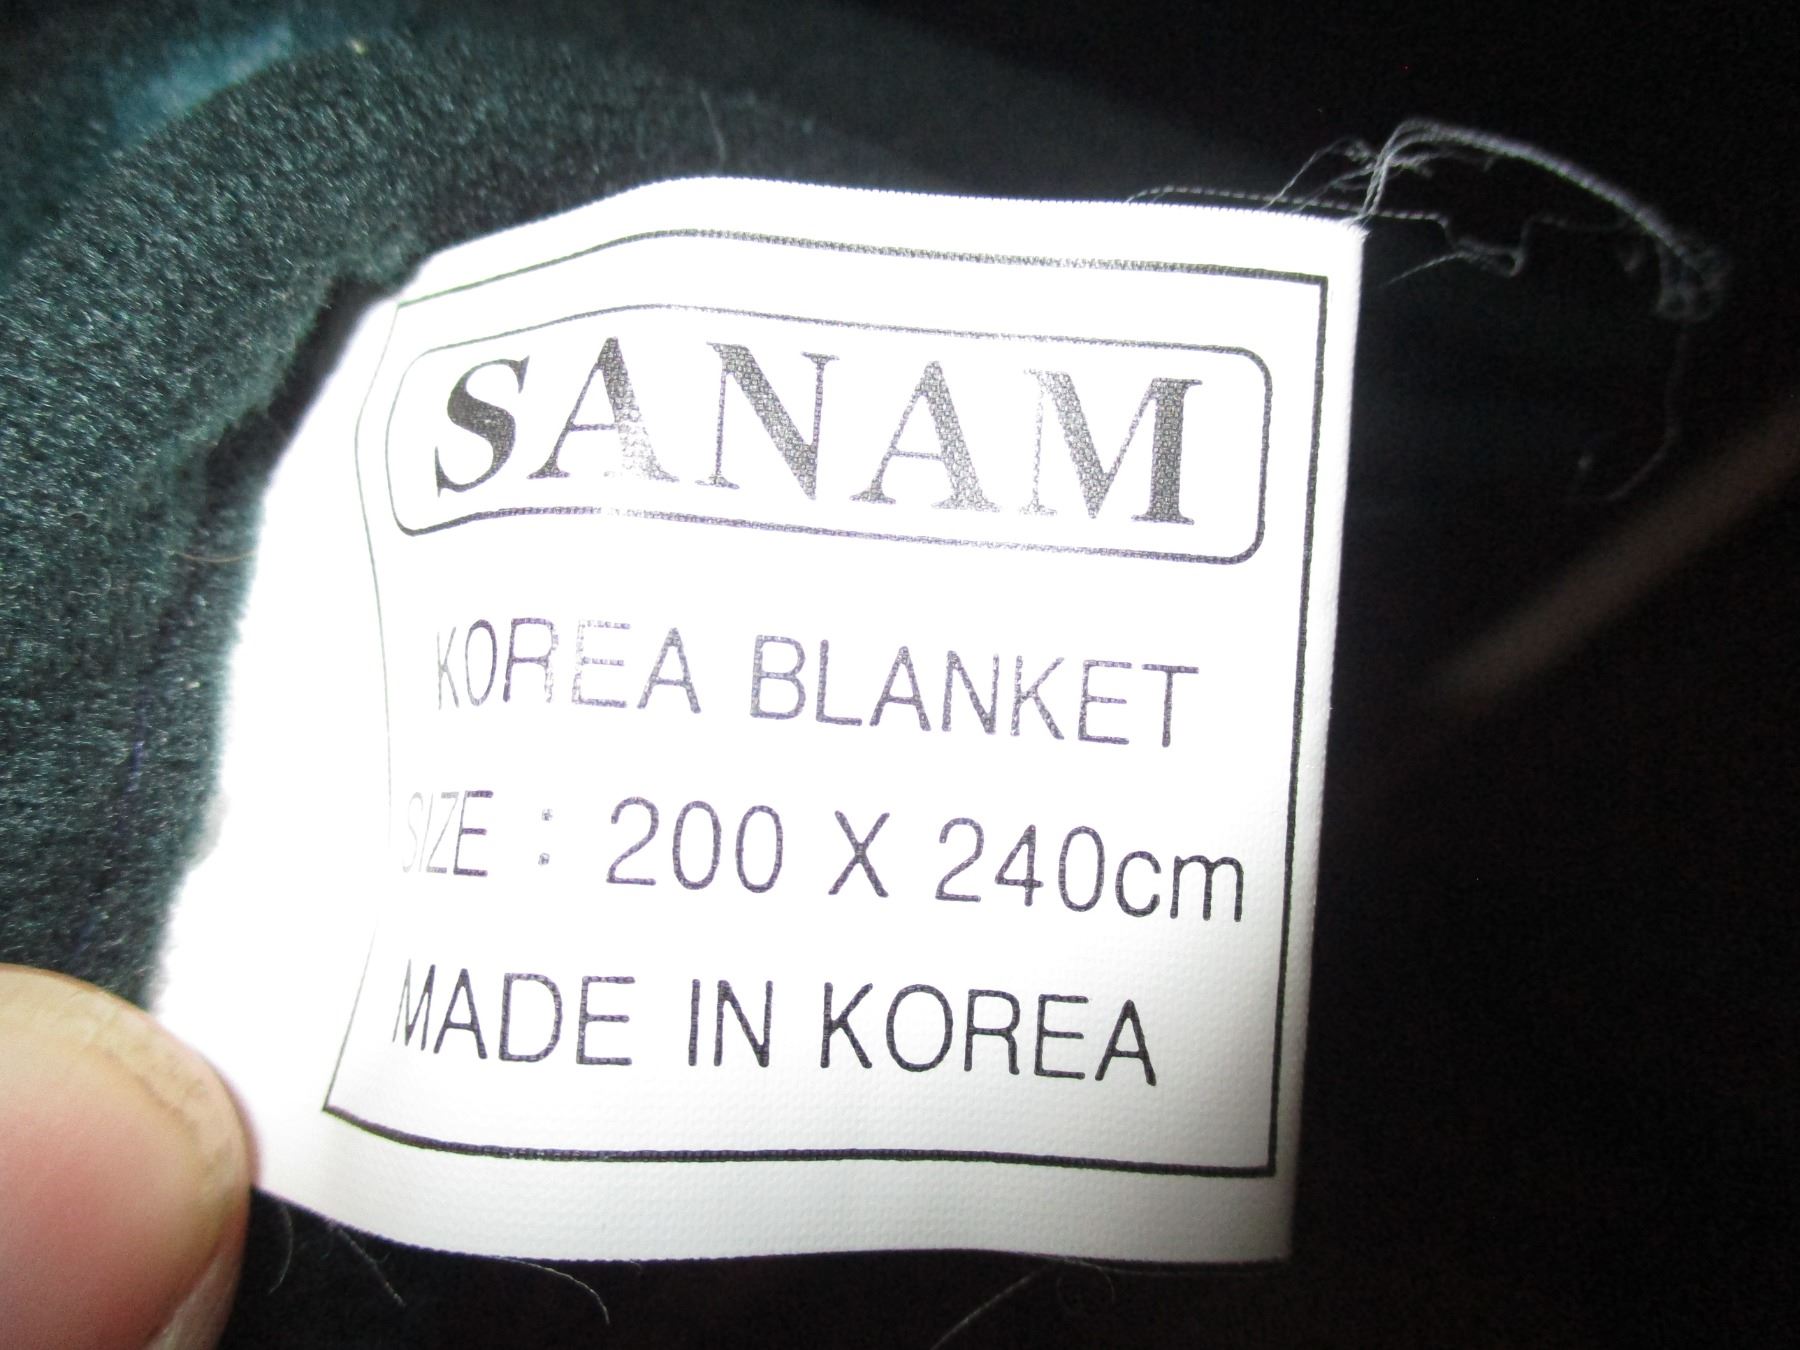 SANAM
KOREA BLANKET
SIZE : 200 X 240cm
MADE IN KOREA